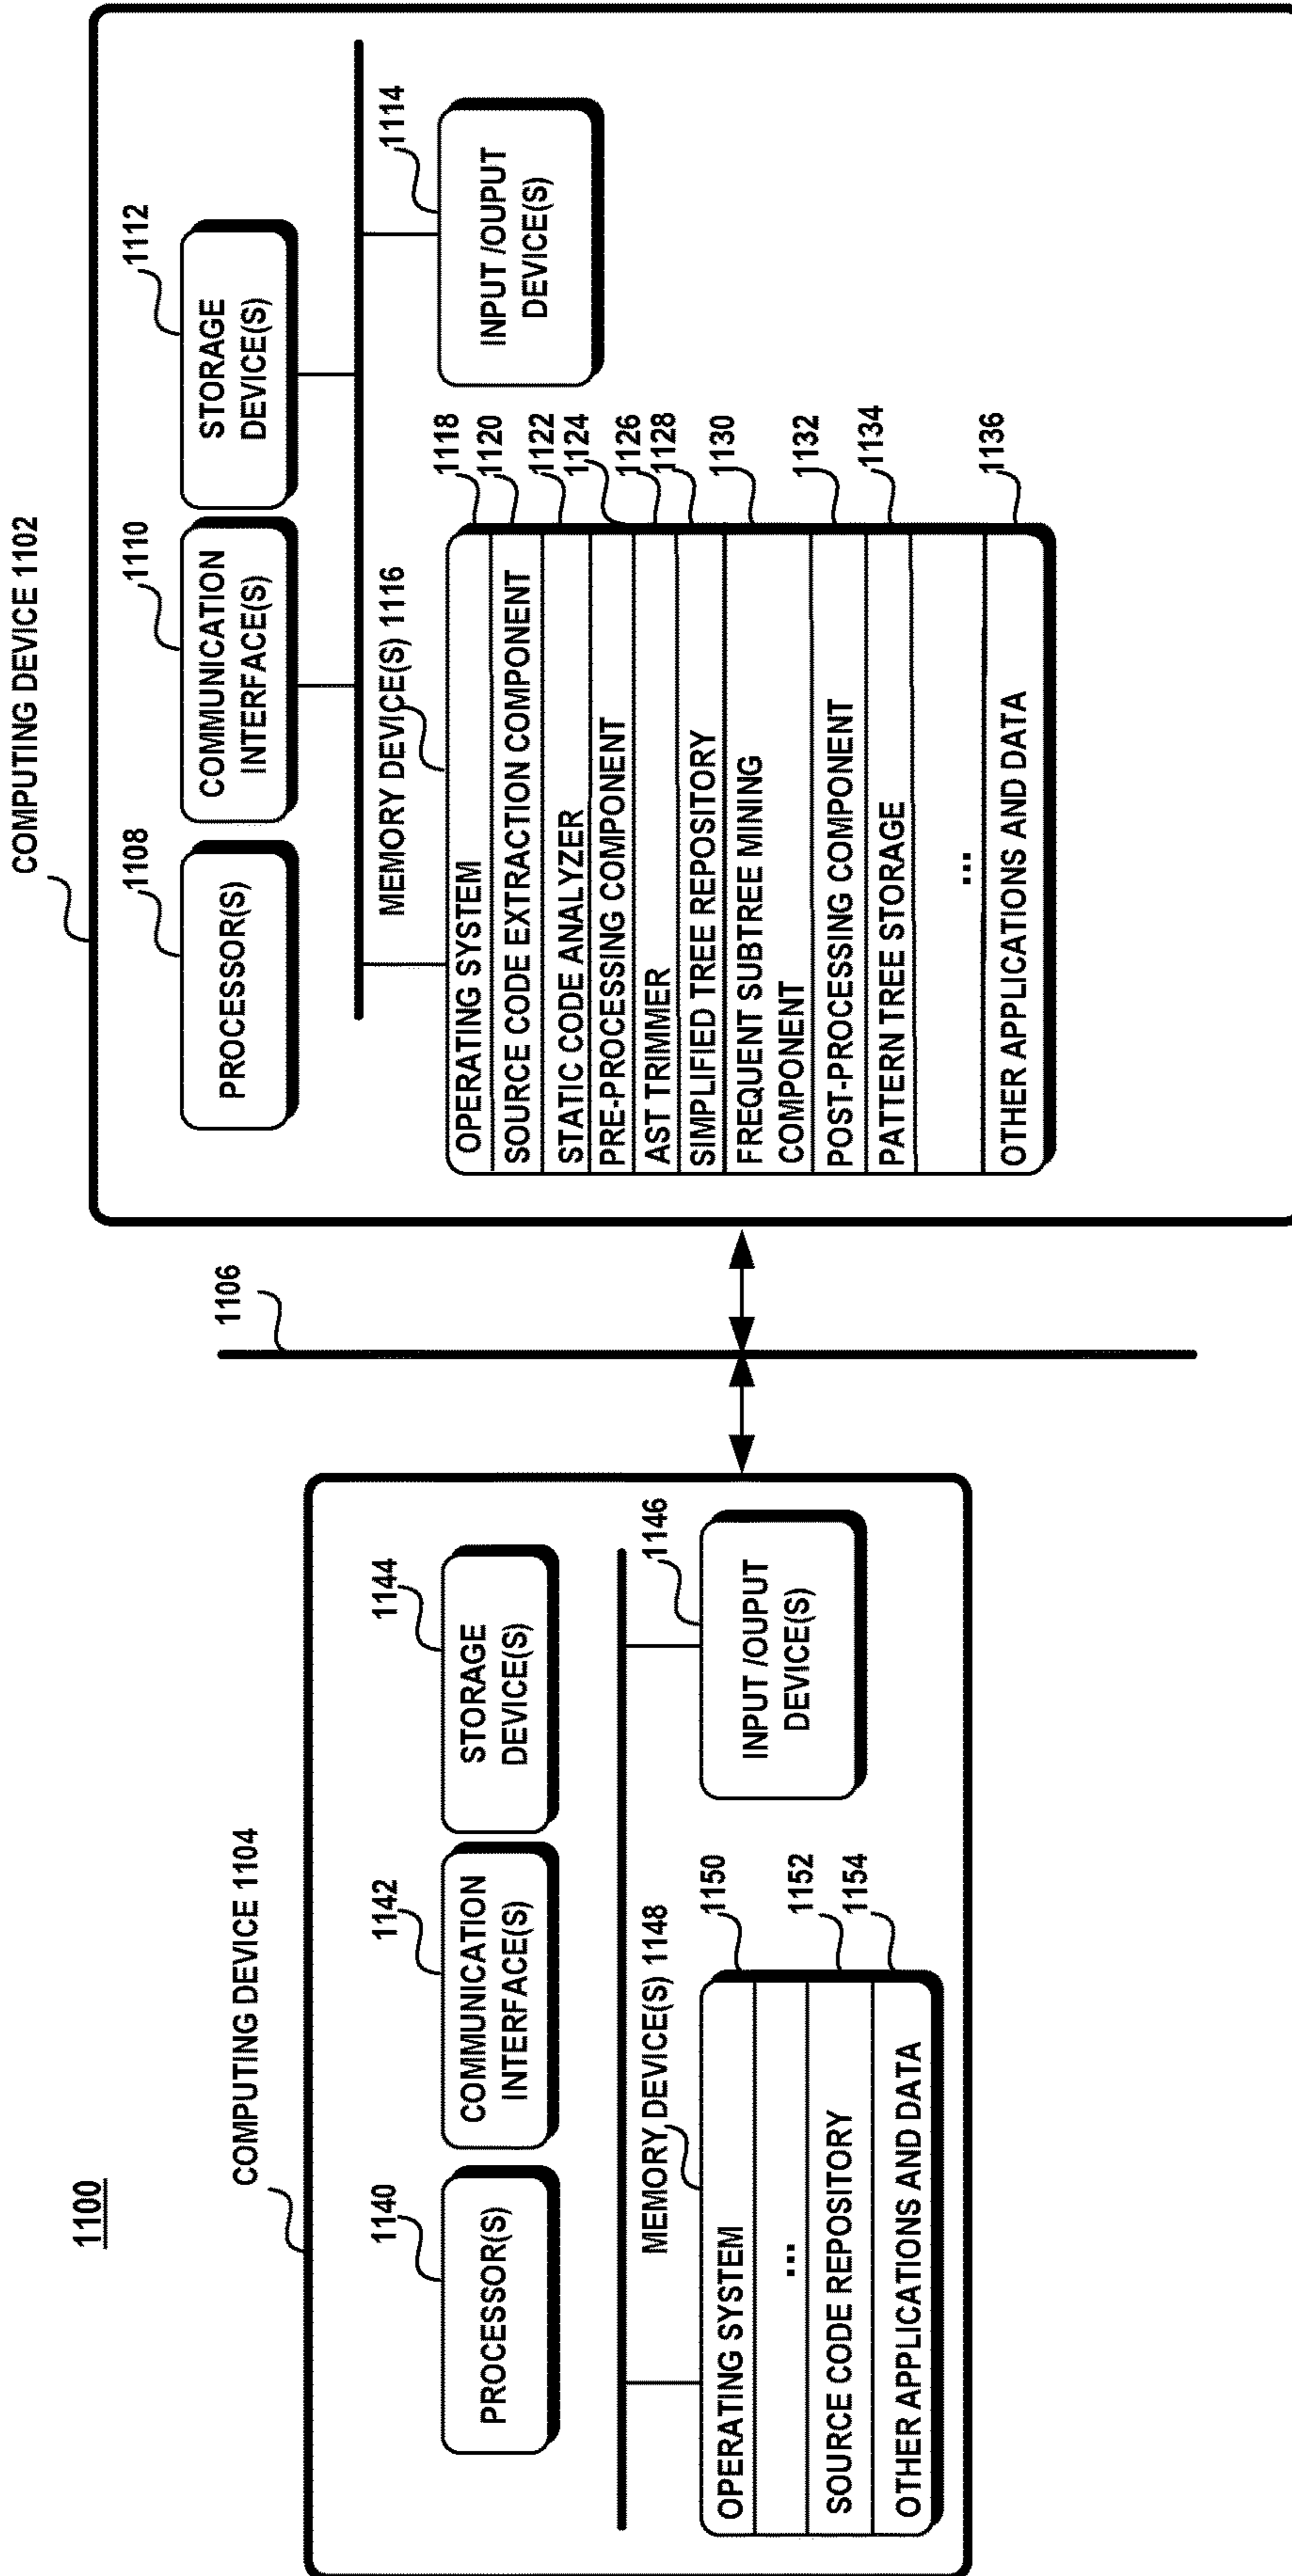 1100
COMPUTING DEVICE 1104
1140
1142
1144
PROCESSOR(S)
COMMUNICATION
INTERFACE(S)
STORAGE
DEVICE(S)
MEMORY DEVICE(S) 1148
1150
1152
1154
1146
OPERATING SYSTEM
...
SOURCE CODE REPOSITORY
OTHER APPLICATIONS AND DATA
INPUT /OUPUT
DEVICE(S)
1106
COMPUTING DEVICE 1102
1108
1110
1112
PROCESSOR(S)
COMMUNICATION
INTERFACE(S)
STORAGE
DEVICE(S)
MEMORY DEVICE(S) 1116
1114
INPUT /OUPUT
DEVICE(S)
OPERATING SYSTEM
1118
SOURCE CODE EXTRACTION COMPONENT
1120
STATIC CODE ANALYZER
1122
PRE-PROCESSING COMPONENT
1124
AST TRIMMER
1126
SIMPLIFIED TREE REPOSITORY
1128
FREQUENT SUBTREE MINING
COMPONENT
1130
POST-PROCESSING COMPONENT
1132
PATTERN TREE STORAGE
1134
...
OTHER APPLICATIONS AND DATA
1136